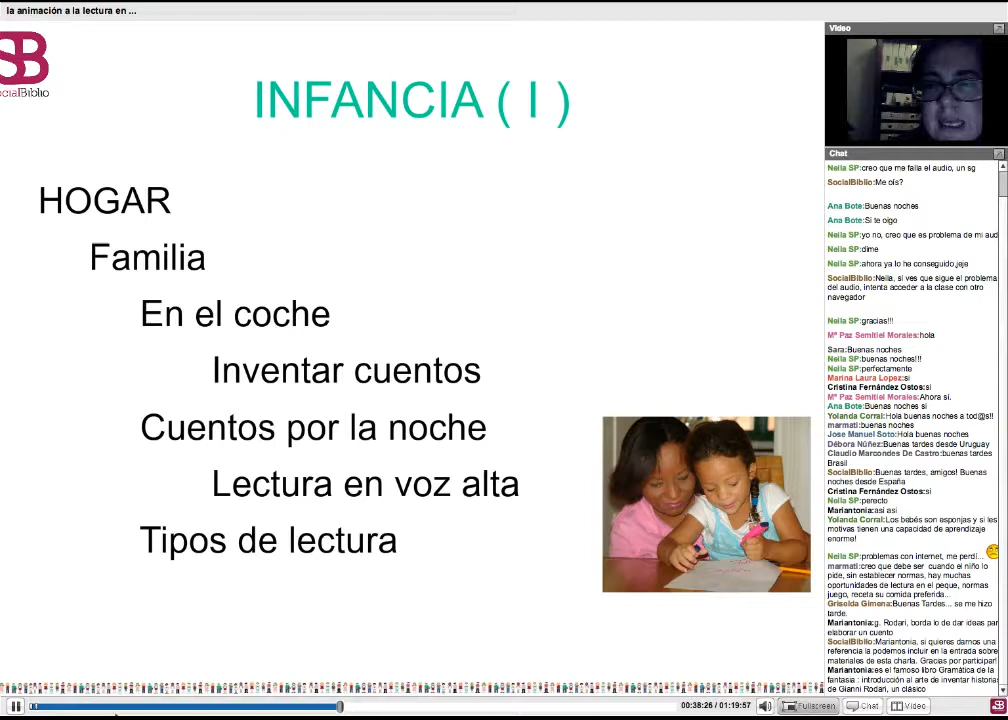 la animación a la lectura en ...
SB
ocialBiblio
INFANCIA ( I )
HOGAR
Familia
En el coche
Inventar cuentos
Cuentos por la noche
Lectura en voz alta
Tipos de lectura
Video
Chat
Neila SP:creo que me falla el audio, un sg
SocialBiblio:Me oís?
Ana Bote:Buenas noches
Ana Bote:Si te oigo
Neila SP:yo no, creo que es problema de mi aud
Neila SP:dime
Neila SP:ahora ya lo he conseguido,jeje
SocialBiblio:Neila, si ves que sigue el problema
del audio, intenta acceder a la clase con otro
navegador
Neila SP:gracias!!!
Mª Paz Semitiel Morales:hola
Sara:Buenas noches
Neila SP:buenas noches!!!
Neila SP:perfectamente
Marina Laura Lopez:si
Cristina Fernández Ostos:si
Mª Paz Semitiel Morales:Ahora sí.
Ana Bote:Buenas noches si
Yolanda Corral:Hola buenas noches a tod@s!!
marmati:buenas noches
Jose Manuel Soto:Hola buenas noches
Débora Núñez:Buenas tardes desde Uruguay
Claudio Marcondes De Castro:buenas tardes
Brasil
SocialBiblio:Buenas tardes, amigos! Buenas
noches desde España
Cristina Fernández Ostos:si
Neila SP:perecto
Mariantonia:asi asi
Yolanda Corral:Los bebés son esponjas y si les
motivas tienen una capacidad de aprendizaje
enorme!
Neila SP:problemas con internet, me perdí...
marmati:creo que debe ser cuando el niño lo
pide, sin establecer normas, hay muchas
oportunidades de lectura en el peque, normas
juego, receta su comida preferida...
Griselda Gimena:Buenas Tardes... se me hizo
tarde.
Mariantonia:g. Rodari, borda lo de dar ideas par
elaborar un cuento
SocialBiblio:Mariantonia, si quieres darnos una
referencia la podemos incluir en la entrada sobre
materiales de esta charla. Gracias por participar!
Mariantonia:es el famoso libro Gramática de la
fantasia : introducción al arte de inventar historia
de Gianni Rodari, un clásico
00:38:26 / 01:19:57
Fullscreen
Chat
Video
SB